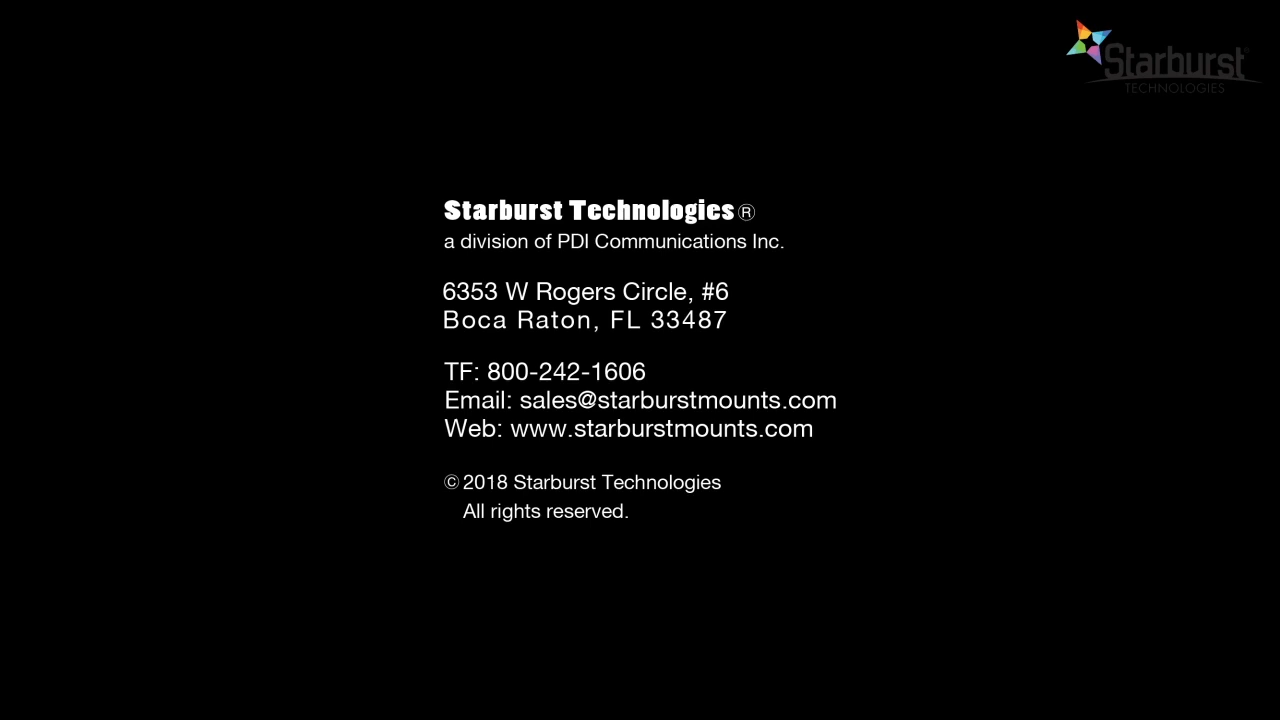 Starburst®
TECHNOLOGIES
Starburst Technologies®
a division of PDI Communications Inc.
6353 W Rogers Circle, #6
Boca Raton, FL 33487
TF: 800-242-1606
Email: sales@starburstmounts.com
Web: www.starburstmounts.com
© 2018 Starburst Technologies
All rights reserved.